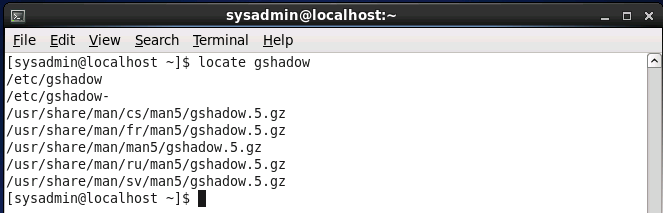 sysadmin@localhost:~
File Edit View Search Terminal Help
[sysadmin@localhost ~]$ locate gshadow
/etc/gshadow
/etc/gshadow-
/usr/share/man/cs/man5/gshadow.5.gz
/usr/share/man/fr/man5/gshadow.5.gz
/usr/share/man/man5/gshadow.5.gz
/usr/share/man/ru/man5/gshadow.5.gz
/usr/share/man/sv/man5/gshadow.5.gz
[sysadmin@localhost ~]$